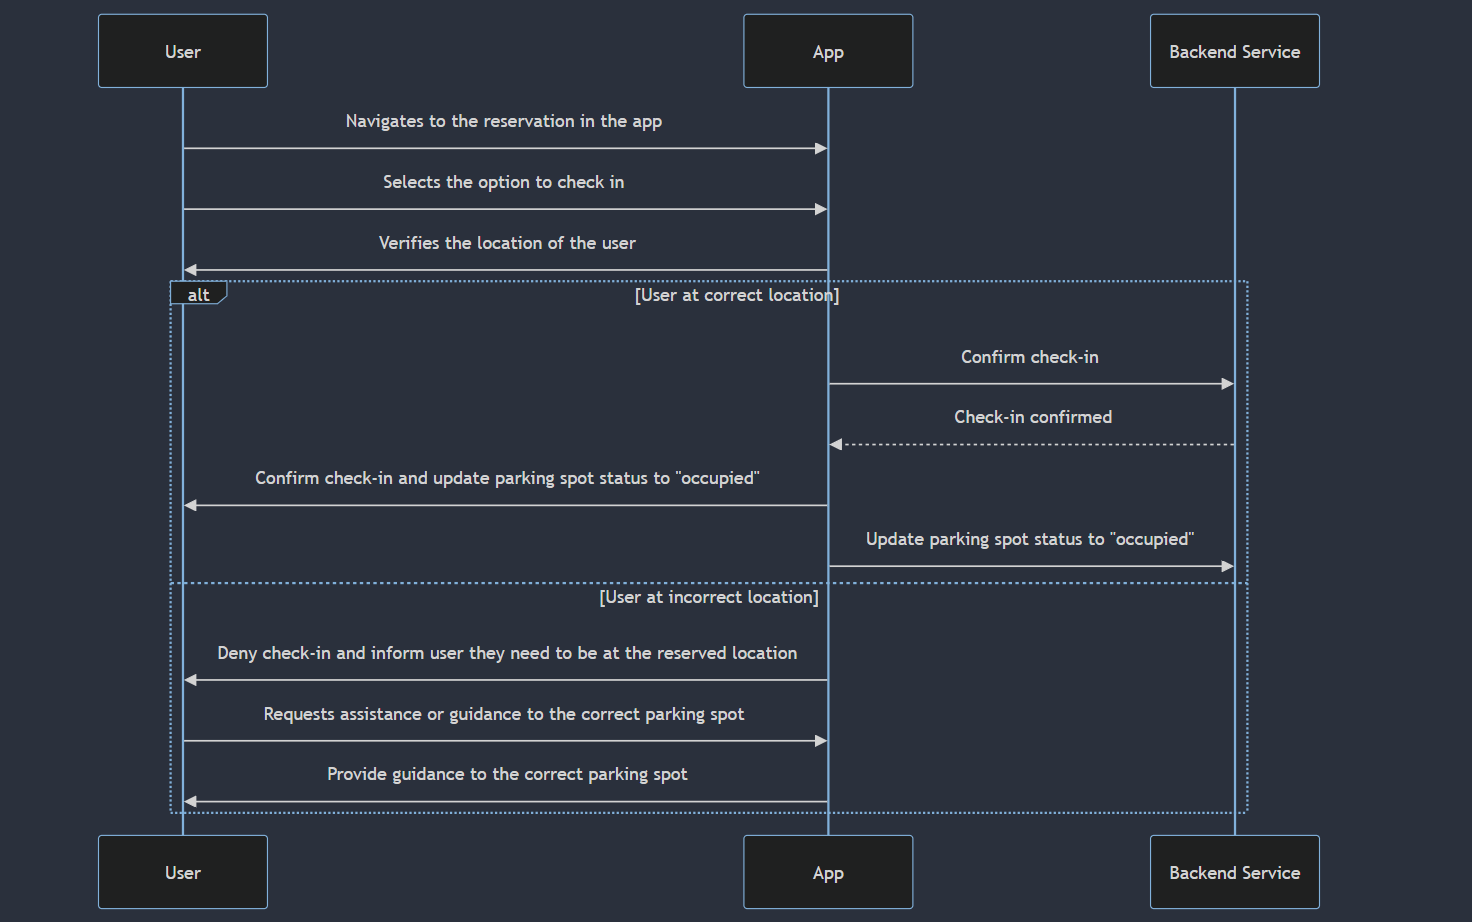 User
App
Backend Service
Navigates to the reservation in the app
Selects the option to check in
Verifies the location of the user
alt
[User at correct location]
Confirm check-in
Check-in confirmed
Confirm check-in and update parking spot status to "occupied"
Update parking spot status to "occupied"
[User at incorrect location]
Deny check-in and inform user they need to be at the reserved location
Requests assistance or guidance to the correct parking spot
Provide guidance to the correct parking spot
User
App
Backend Service